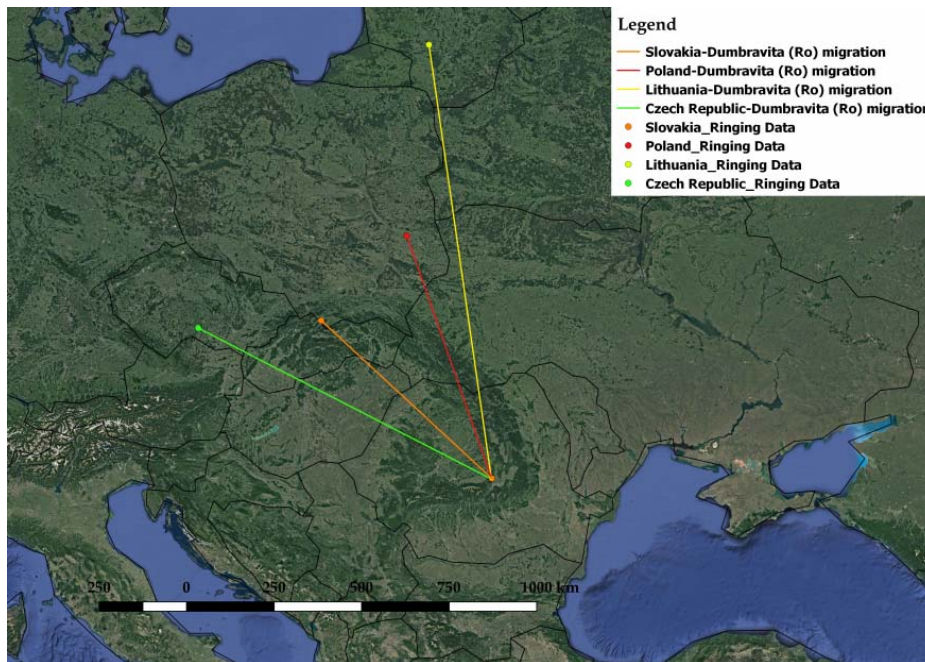 Legend
Slovakia-Dumbravita (Ro) migration
Poland-Dumbravita (Ro) migration
Lithuania-Dumbravita (Ro) migration
Czech Republic-Dumbravita (Ro) migration
Slovakia_Ringing Data
Poland_Ringing Data
Lithuania_Ringing Data
Czech Republic_Ringing Data
250 0 250 500 750 1000 km